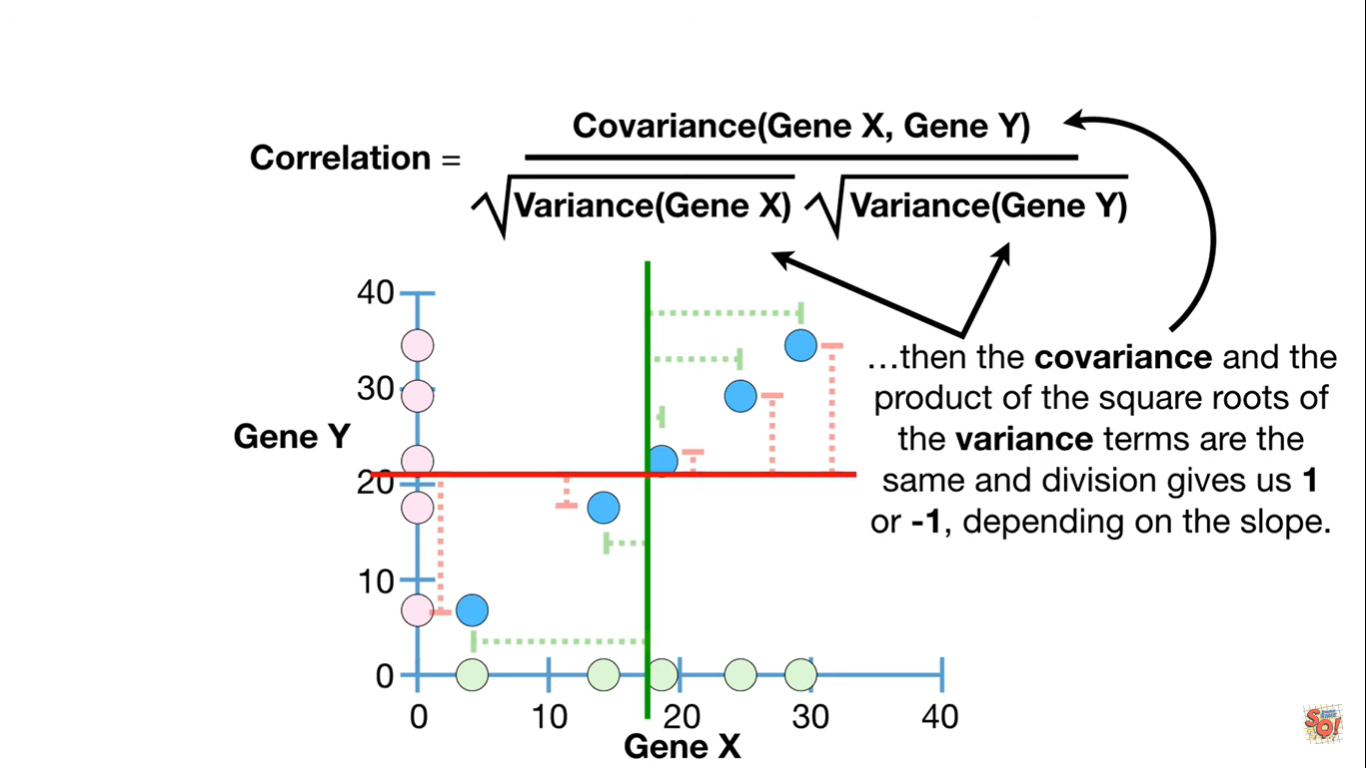 Covariance(Gene X, Gene Y)
Correlation =
√Variance(Gene X) √Variance(Gene Y)
40
30
Gene Y
20
10
0
0 10 20 30 40
Gene X
…then the covariance and the
product of the square roots of
the variance terms are the
same and division gives us 1
or -1, depending on the slope.
SQ!